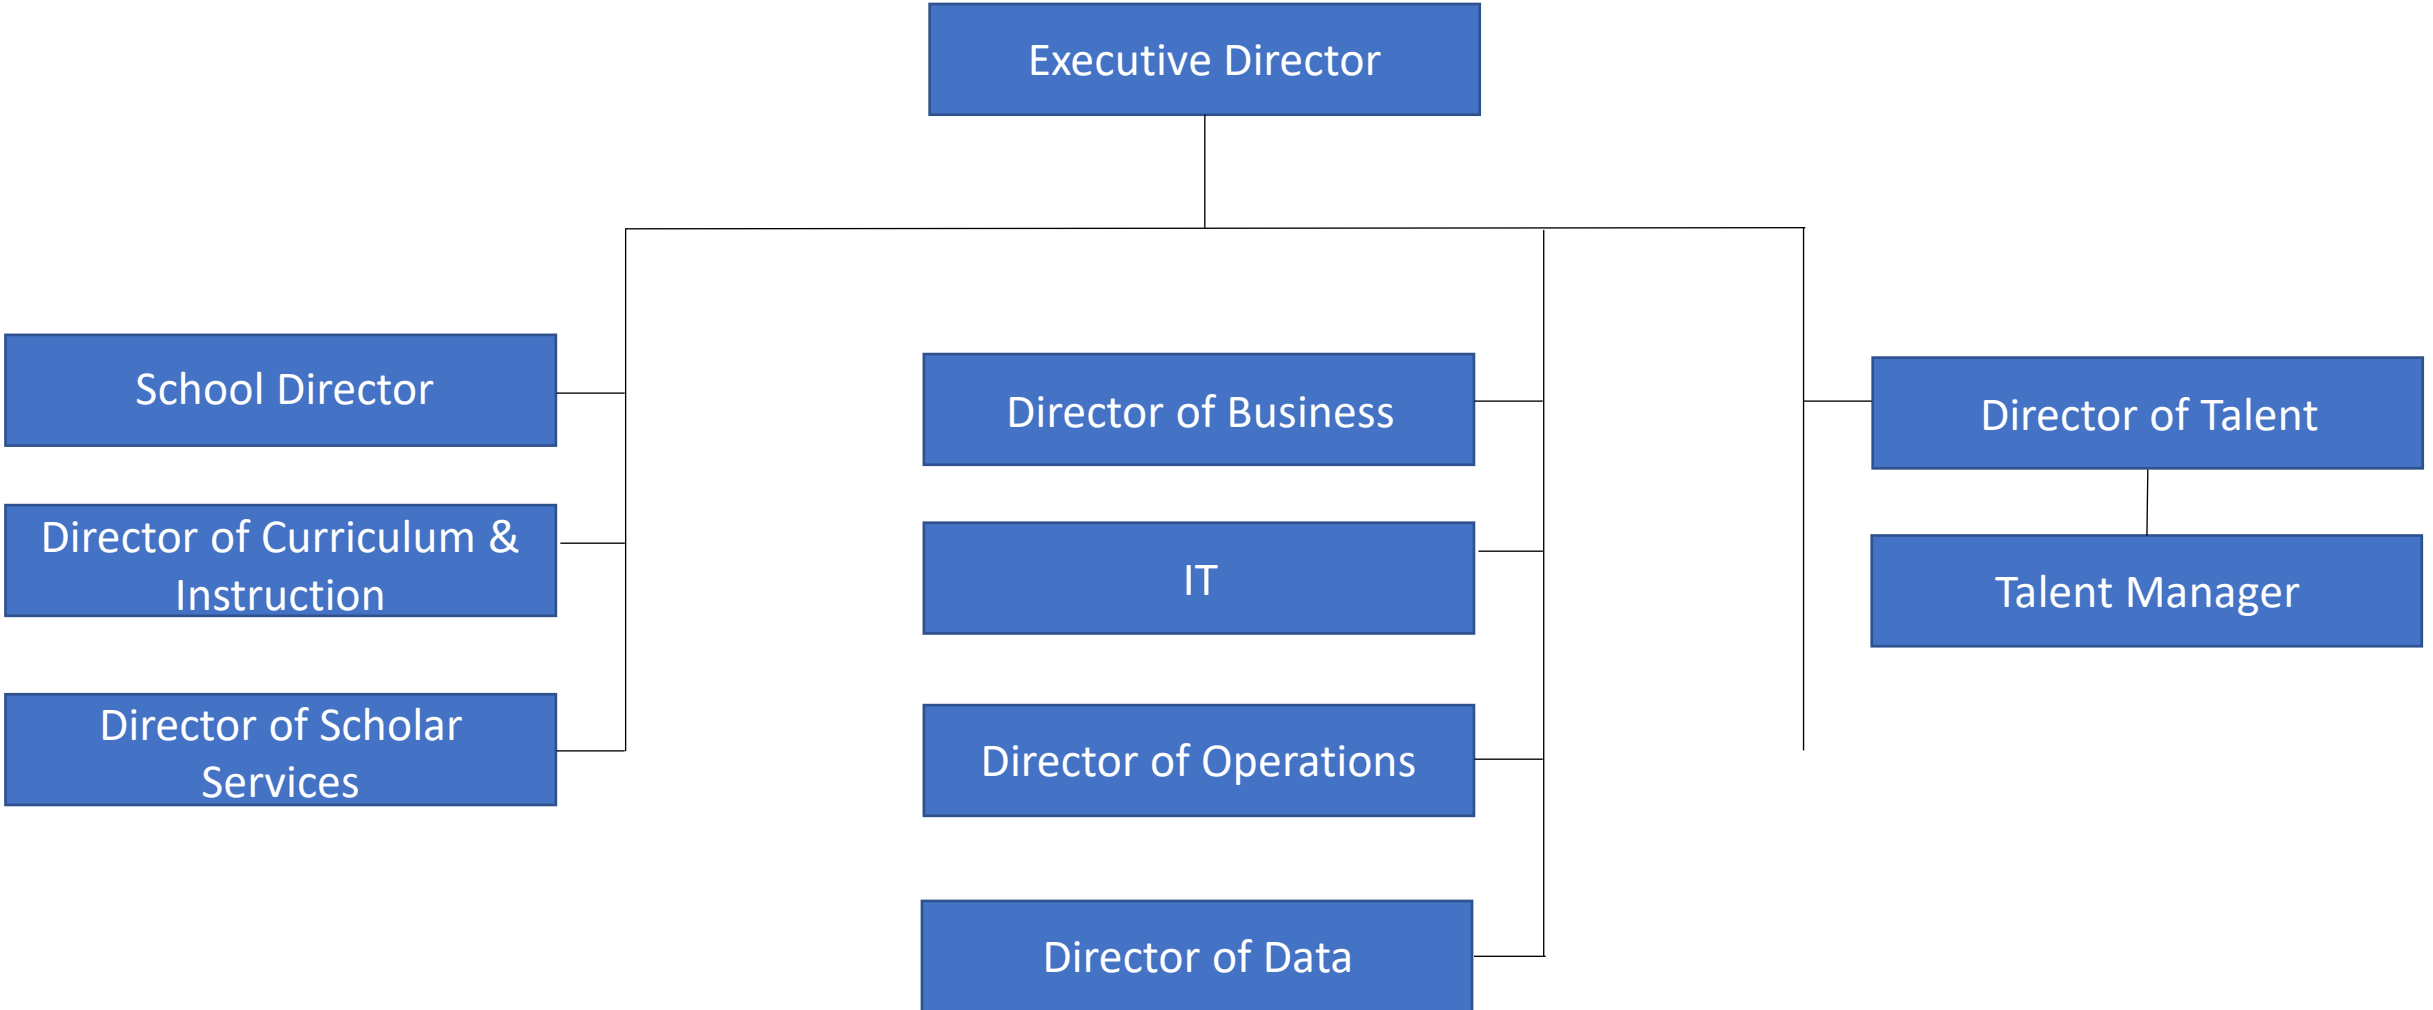 Executive Director
School Director
Director of Curriculum &
Instruction
Director of Scholar
Services
Director of Business
IT
Director of Operations
Director of Data
Director of Talent
Talent Manager